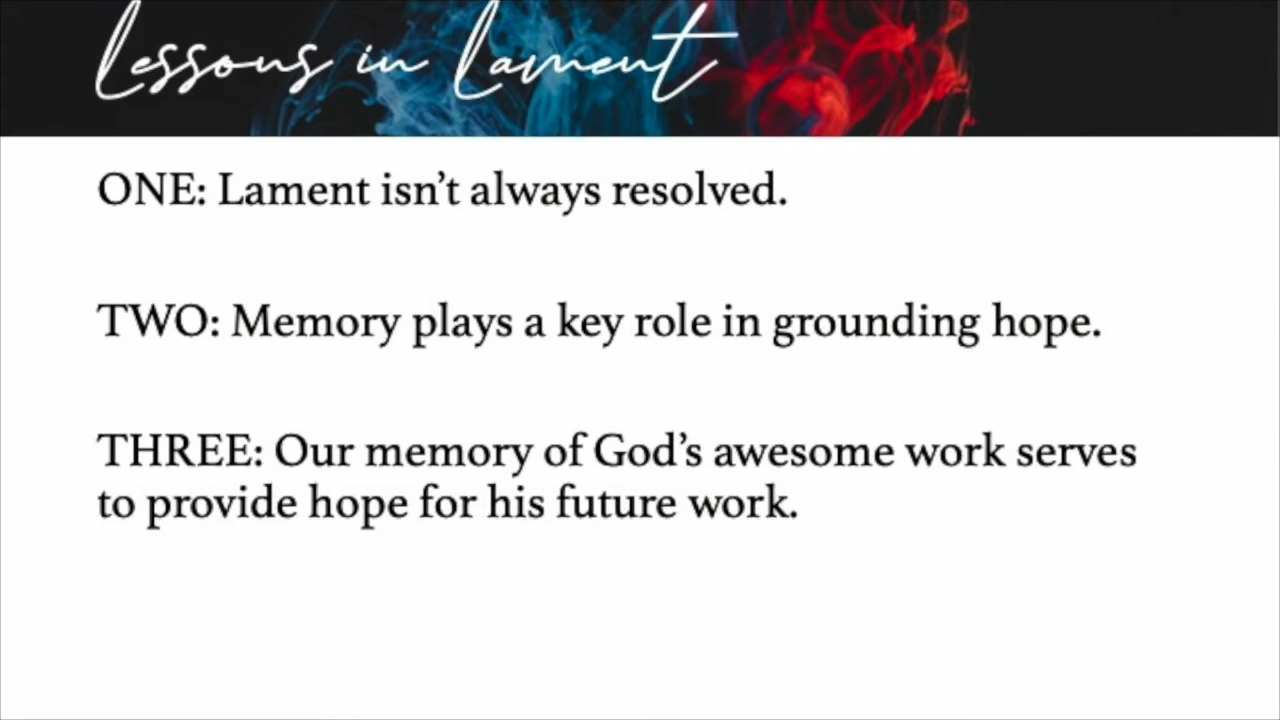 lessons in lament
ONE: Lament isn’t always resolved.
TWO: Memory plays a key role in grounding hope.
THREE: Our memory of God’s awesome work serves
to provide hope for his future work.